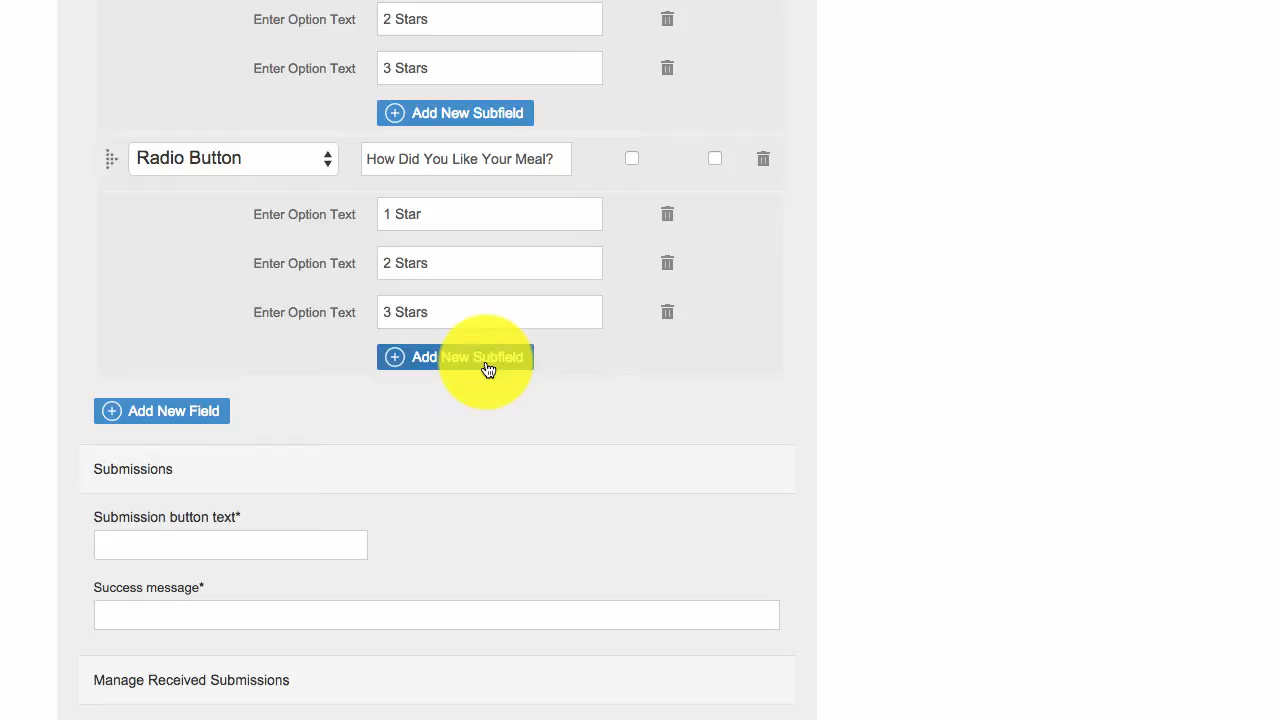 Enter Option Text 2 Stars
Enter Option Text 3 Stars
Add New Subfield
Radio Button How Did You Like Your Meal?
Enter Option Text 1 Star
Enter Option Text 2 Stars
Enter Option Text 3 Stars
Add New Subfield
Add New Field
Submissions
Submission button text*
Success message*
Manage Received Submissions